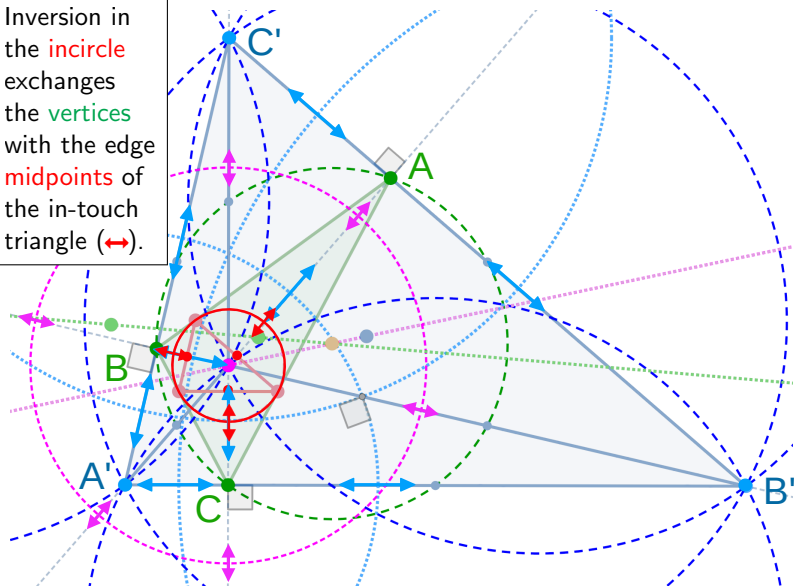 Inversion in
the incircle
exchanges
the vertices
with the edge
midpoints of
the in-touch
triangle (↔).
C'
A
B
A'
C
B'